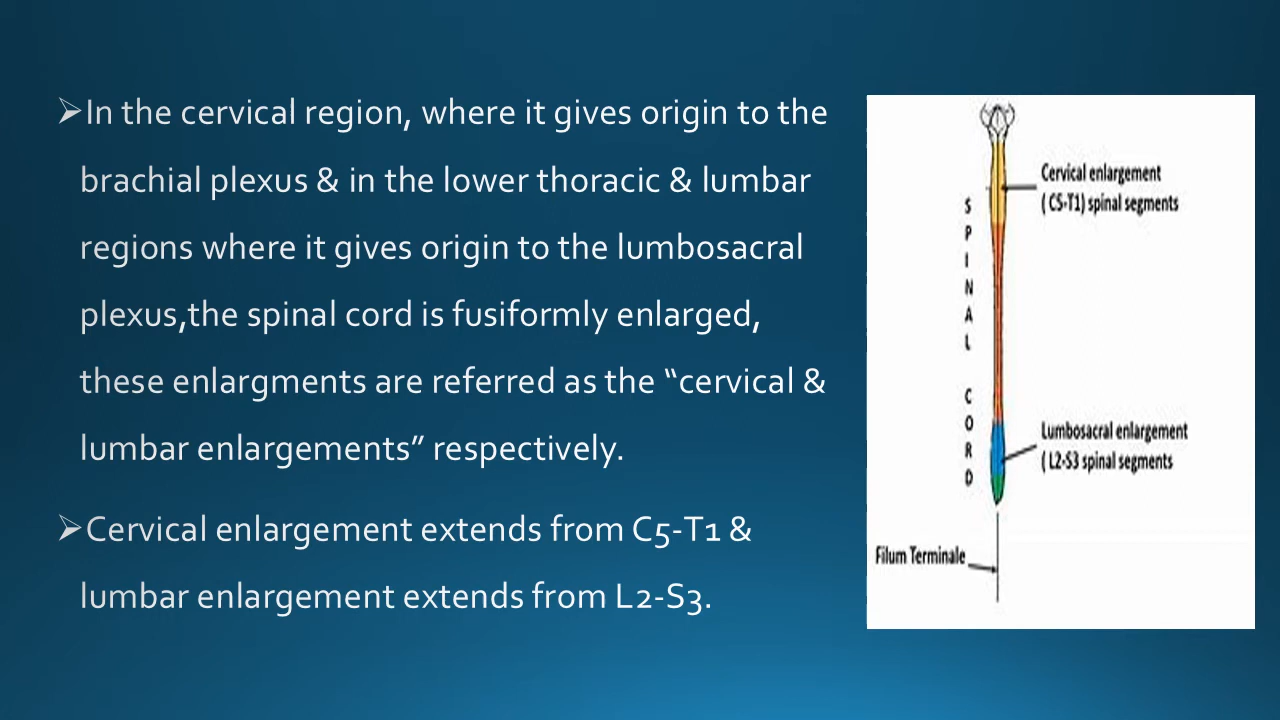 ➢In the cervical region, where it gives origin to the
brachial plexus & in the lower thoracic & lumbar
regions where it gives origin to the lumbosacral
plexus,the spinal cord is fusiformly enlarged,
these enlargments are referred as the “cervical &
lumbar enlargements” respectively.
➢Cervical enlargement extends from C5-T1 &
lumbar enlargement extends from L2-S3.
SPINAL CORD
Cervical enlargement
( C5-T1) spinal segments
Lumbosacral enlargement
( L2-S3 spinal segments
Filum Terminale